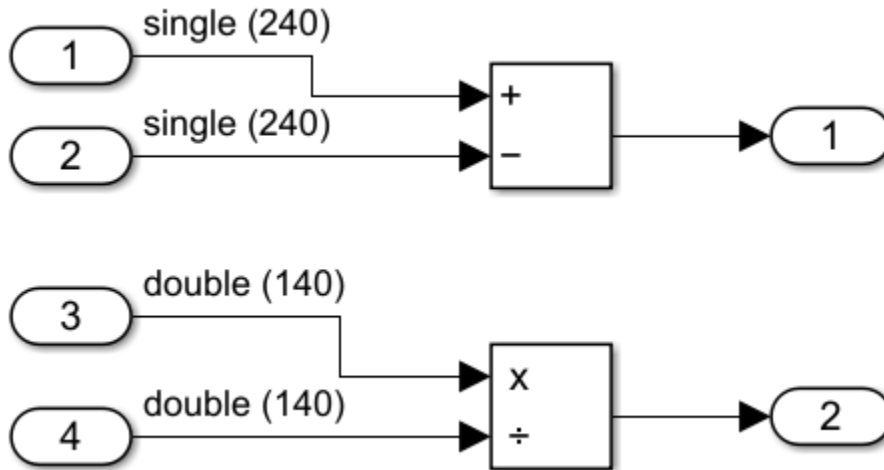 single (240)
1
+
single (240)
2
−
1
double (140)
3
x
double (140)
4
÷
2